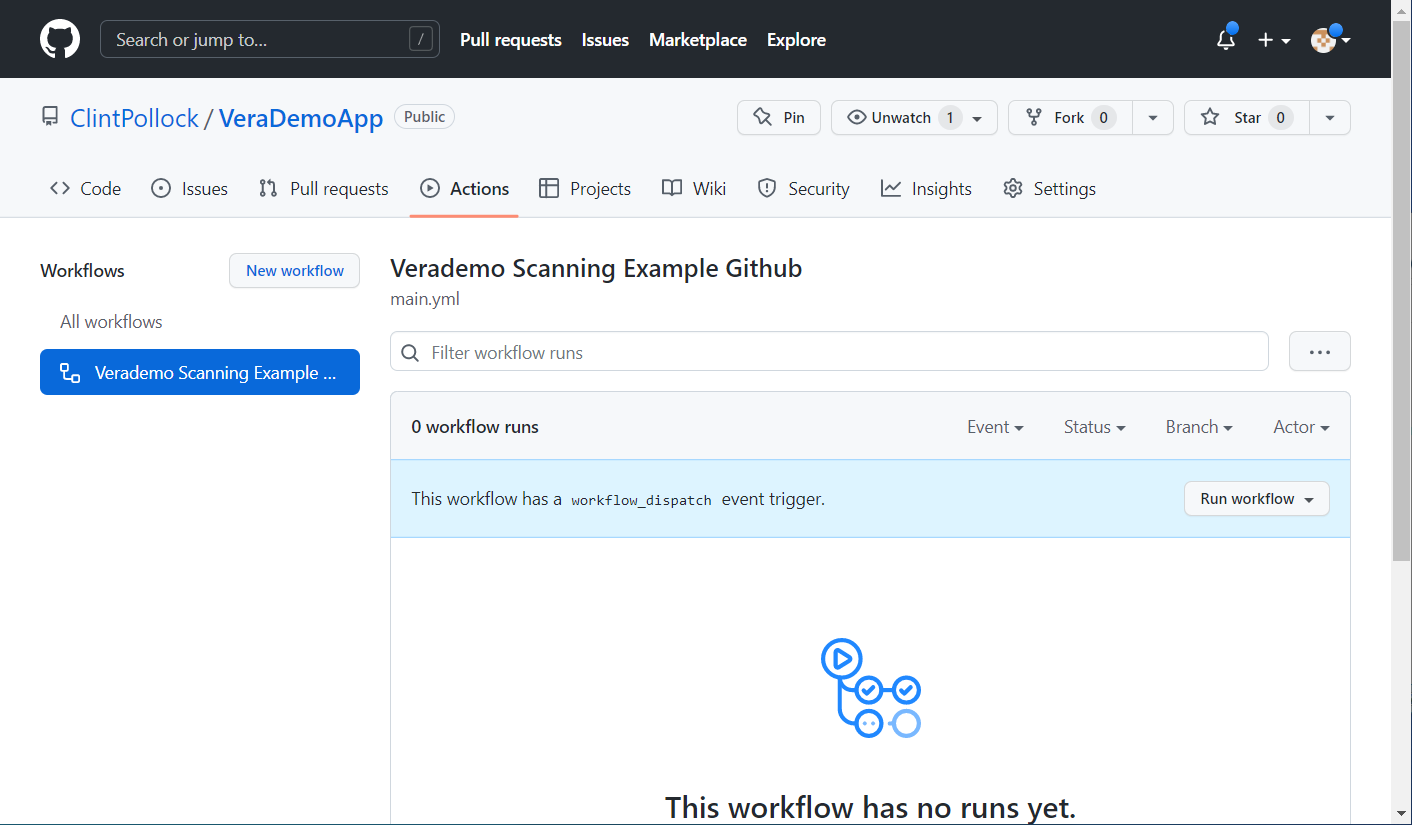 Search or jump to... / Pull requests Issues Marketplace Explore
ClintPollock / VeraDemoApp Public Pin Unwatch 1 Fork 0 Star 0
Code Issues Pull requests Actions Projects Wiki Security Insights Settings
Workflows New workflow
All workflows
Verademo Scanning Example ...
Verademo Scanning Example Github
main.yml
Filter workflow runs ...
0 workflow runs Event Status Branch Actor
This workflow has a workflow_dispatch event trigger. Run workflow
This workflow has no runs yet.